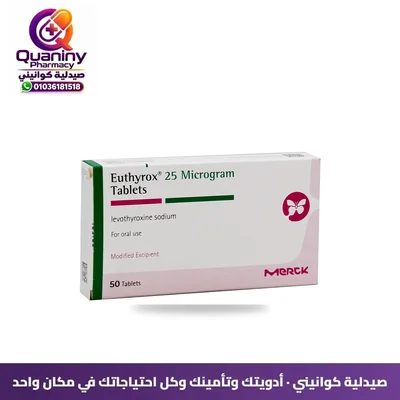 Quaniny
Pharmacy
صيدلية كوانيني
01036181518
Euthyrox® 25 Microgram
Tablets
levothyroxine sodium
For oral use
Modified Excipient
50 Tablets
Merck
صيدلية كوانيني - أدويتك وتأمينك وكل احتياجاتك في مكان واحد